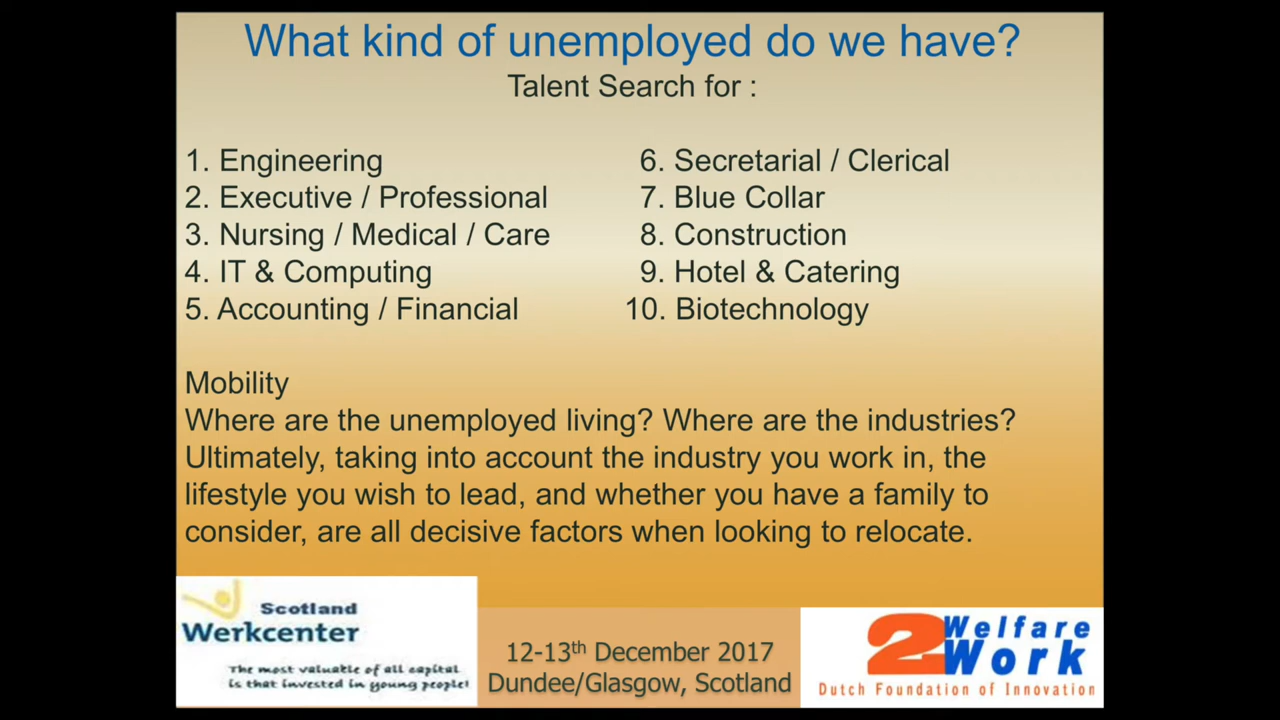 What kind of unemployed do we have?
Talent Search for :
1. Engineering
2. Executive / Professional
3. Nursing / Medical / Care
4. IT & Computing
5. Accounting / Financial
6. Secretarial / Clerical
7. Blue Collar
8. Construction
9. Hotel & Catering
10. Biotechnology
Mobility
Where are the unemployed living? Where are the industries?
Ultimately, taking into account the industry you work in, the
lifestyle you wish to lead, and whether you have a family to
consider, are all decisive factors when looking to relocate.
Scotland
Werkcenter
The most valuable of all capital
is that invested in young people!
12-13th December 2017
Dundee/Glasgow, Scotland
2 Welfare
Work
Dutch Foundation of Innovation